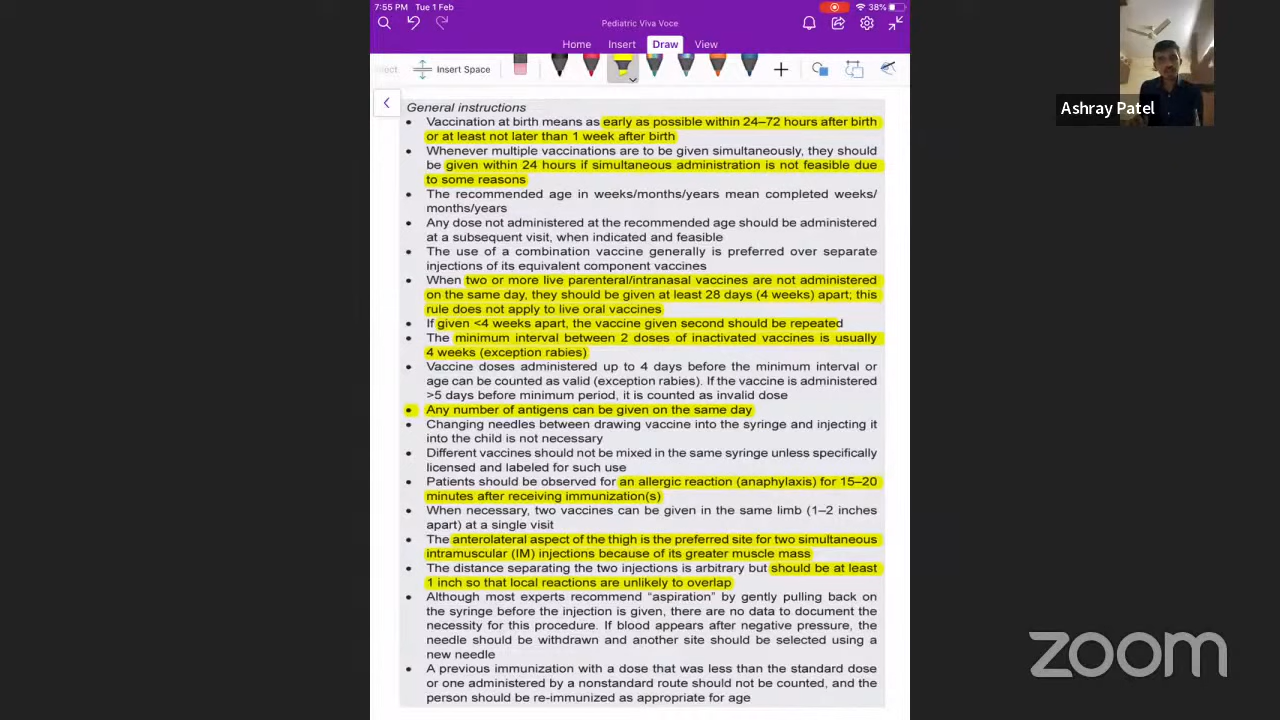 7:55 PM Tue 1 Feb
38%
Pediatric Viva Voce
Home Insert Draw View
Insert Space
General instructions
• Vaccination at birth means as early as possible within 24–72 hours after birth
or at least not later than 1 week after birth
• Whenever multiple vaccinations are to be given simultaneously, they should
be given within 24 hours if simultaneous administration is not feasible due
to some reasons
• The recommended age in weeks/months/years mean completed weeks/
months/years
• Any dose not administered at the recommended age should be administered
at a subsequent visit, when indicated and feasible
• The use of a combination vaccine generally is preferred over separate
injections of its equivalent component vaccines
• When two or more live parenteral/intranasal vaccines are not administered
on the same day, they should be given at least 28 days (4 weeks) apart; this
rule does not apply to live oral vaccines
• If given <4 weeks apart, the vaccine given second should be repeated
• The minimum interval between 2 doses of inactivated vaccines is usually
4 weeks (exception rabies)
• Vaccine doses administered up to 4 days before the minimum interval or
age can be counted as valid (exception rabies). If the vaccine is administered
>5 days before minimum period, it is counted as invalid dose
• Any number of antigens can be given on the same day
• Changing needles between drawing vaccine into the syringe and injecting it
into the child is not necessary
• Different vaccines should not be mixed in the same syringe unless specifically
licensed and labeled for such use
• Patients should be observed for an allergic reaction (anaphylaxis) for 15–20
minutes after receiving immunization(s)
• When necessary, two vaccines can be given in the same limb (1–2 inches
apart) at a single visit
• The anterolateral aspect of the thigh is the preferred site for two simultaneous
intramuscular (IM) injections because of its greater muscle mass
• The distance separating the two injections is arbitrary but should be at least
1 inch so that local reactions are unlikely to overlap
• Although most experts recommend “aspiration” by gently pulling back on
the syringe before the injection is given, there are no data to document the
necessity for this procedure. If blood appears after negative pressure, the
needle should be withdrawn and another site should be selected using a
new needle
• A previous immunization with a dose that was less than the standard dose
or one administered by a nonstandard route should not be counted, and the
person should be re-immunized as appropriate for age
Ashray Patel
zoom